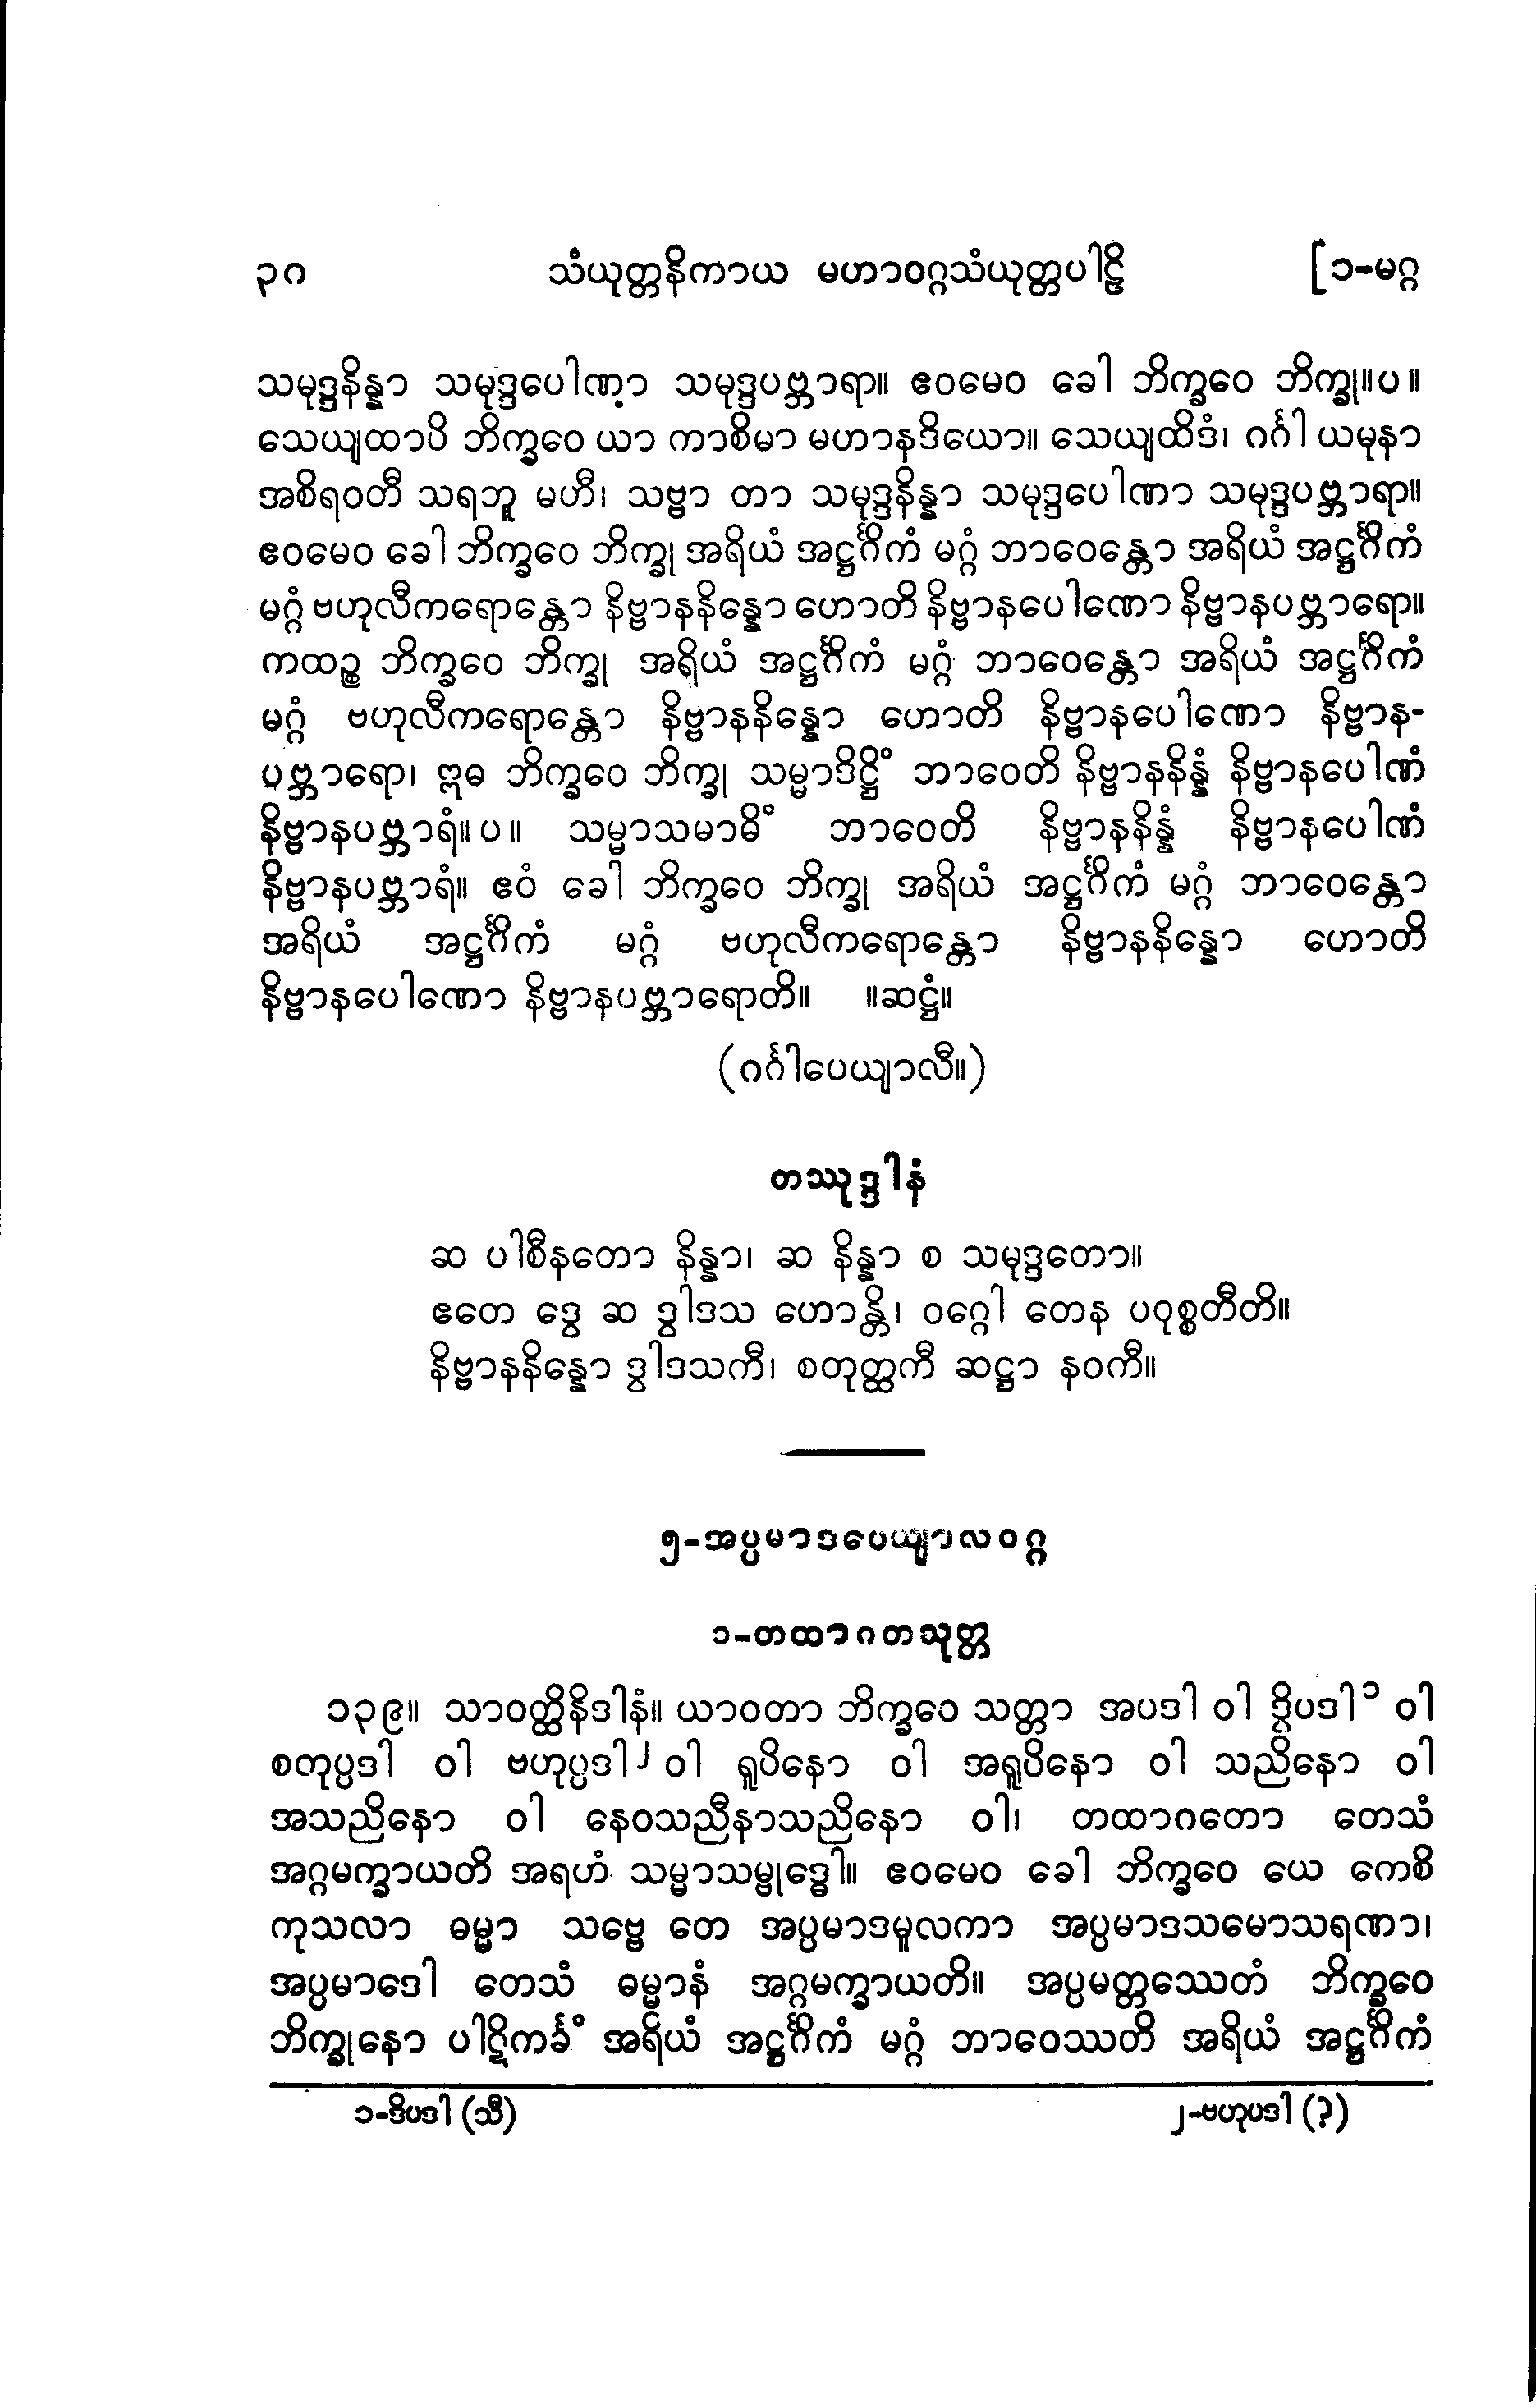 ၃ဂ သံယုတ္တနိကာယ မဟာဝဂ္ဂသံယုတ္တပါဠိ [၁-မဂ္ဂ
သမုဒ္ဒနိန္နာ သမုဒ္ဒပေါဏာ သမုဒ္ဒပဗ္ဘာရာ။ ဧဝမေဝ ခေါ ဘိက္ခဝေ ဘိက္ခု။ပ။
သေယျထာပိ ဘိက္ခဝေ ယာ ကာစိမာ မဟာနဒိယော။ သေယျထိဒံ၊ ဂင်္ဂါ ယမုနာ
အစိရဝတီ သရဘူ မဟီ၊ သဗ္ဗာ တာ သမုဒ္ဒနိန္နာ သမုဒ္ဒပေါဏာ သမုဒ္ဒပဗ္ဘာရာ။
ဧဝမေဝ ခေါ ဘိက္ခဝေ ဘိက္ခု အရိယံ အဋ္ဌင်္ဂိကံ မဂ္ဂံ ဘာဝေန္တော အရိယံ အဋ္ဌင်္ဂိကံ
မဂ္ဂံ ဗဟုလီကရောန္တော နိဗ္ဗာနနိန္နော ဟောတိ နိဗ္ဗာနပေါဏော နိဗ္ဗာနပဗ္ဘာရော။
ကထဉ္စ ဘိက္ခဝေ ဘိက္ခု အရိယံ အဋ္ဌင်္ဂိကံ မဂ္ဂံ ဘာဝေန္တော အရိယံ အဋ္ဌင်္ဂိကံ
မဂ္ဂံ ဗဟုလီကရောန္တော နိဗ္ဗာနနိန္နော ဟောတိ နိဗ္ဗာနပေါဏော နိဗ္ဗာန-
ပဗ္ဘာရော၊ ဣဓ ဘိက္ခဝေ ဘိက္ခု သမ္မာဒိဋ္ဌိံ ဘာဝေတိ နိဗ္ဗာနနိန္နံ နိဗ္ဗာနပေါဏံ
နိဗ္ဗာနပဗ္ဘာရံ။ပ။ သမ္မာသမာဓိံ ဘာဝေတိ နိဗ္ဗာနနိန္နံ နိဗ္ဗာနပေါဏံ
နိဗ္ဗာနပဗ္ဘာရံ။ ဧဝံ ခေါ ဘိက္ခဝေ ဘိက္ခု အရိယံ အဋ္ဌင်္ဂိကံ မဂ္ဂံ ဘာဝေန္တော
အရိယံ အဋ္ဌင်္ဂိကံ မဂ္ဂံ ဗဟုလီကရောန္တော နိဗ္ဗာနနိန္နော ဟောတိ
နိဗ္ဗာနပေါဏော နိဗ္ဗာနပဗ္ဘာရောတိ။ ။ဆဋ္ဌံ။
(ဂင်္ဂါပေယျာလီ။)
တဿုဒ္ဒါနံ
ဆ ပါစီနတော နိန္နာ၊ ဆ နိန္နာ စ သမုဒ္ဒတော။
ဧတေ ဒွေ ဆ ဒွါဒသ ဟောန္တိ၊ ဝဂ္ဂေါ တေန ပဝုစ္စတီတိ။
နိဗ္ဗာနနိန္နော ဒွါဒသကီ၊ စတုတ္ထကီ ဆဋ္ဌာ နဝကီ။
၅-အပ္ပမာဒပေယျာလဝဂ္ဂ
၁-တထာဂတသုတ္တ
၁၃၉။ သာဝတ္ထိနိဒါနံ။ ယာဝတာ ဘိက္ခဝေ သတ္တာ အပဒါ ဝါ ဒ္ဝိပဒါ၁ ဝါ
စတုပ္ပဒါ ဝါ ဗဟုပ္ပဒါ၂ ဝါ ရူပိနော ဝါ အရူပိနော ဝါ သညိနော ဝါ
အသညိနော ဝါ နေဝသညီနာသညိနော ဝါ၊ တထာဂတော တေသံ
အဂ္ဂမက္ခာယတိ အရဟံ သမ္မာသမ္ဗုဒ္ဓေါ။ ဧဝမေဝ ခေါ ဘိက္ခဝေ ယေ ကေစိ
ကုသလာ ဓမ္မာ သဗ္ဗေ တေ အပ္ပမာဒမူလကာ အပ္ပမာဒသမောသရဏာ၊
အပ္ပမာဒေါ တေသံ ဓမ္မာနံ အဂ္ဂမက္ခာယတိ။ အပ္ပမတ္တဿေတံ ဘိက္ခဝေ
ဘိက္ခုနော ပါဋိကင်္ခံ အရိယံ အဋ္ဌင်္ဂိကံ မဂ္ဂံ ဘာဝေဿတိ အရိယံ အဋ္ဌင်္ဂိကံ
၁-ဒိပဒါ (သီ) ၂-ဗဟုပဒါ (?)